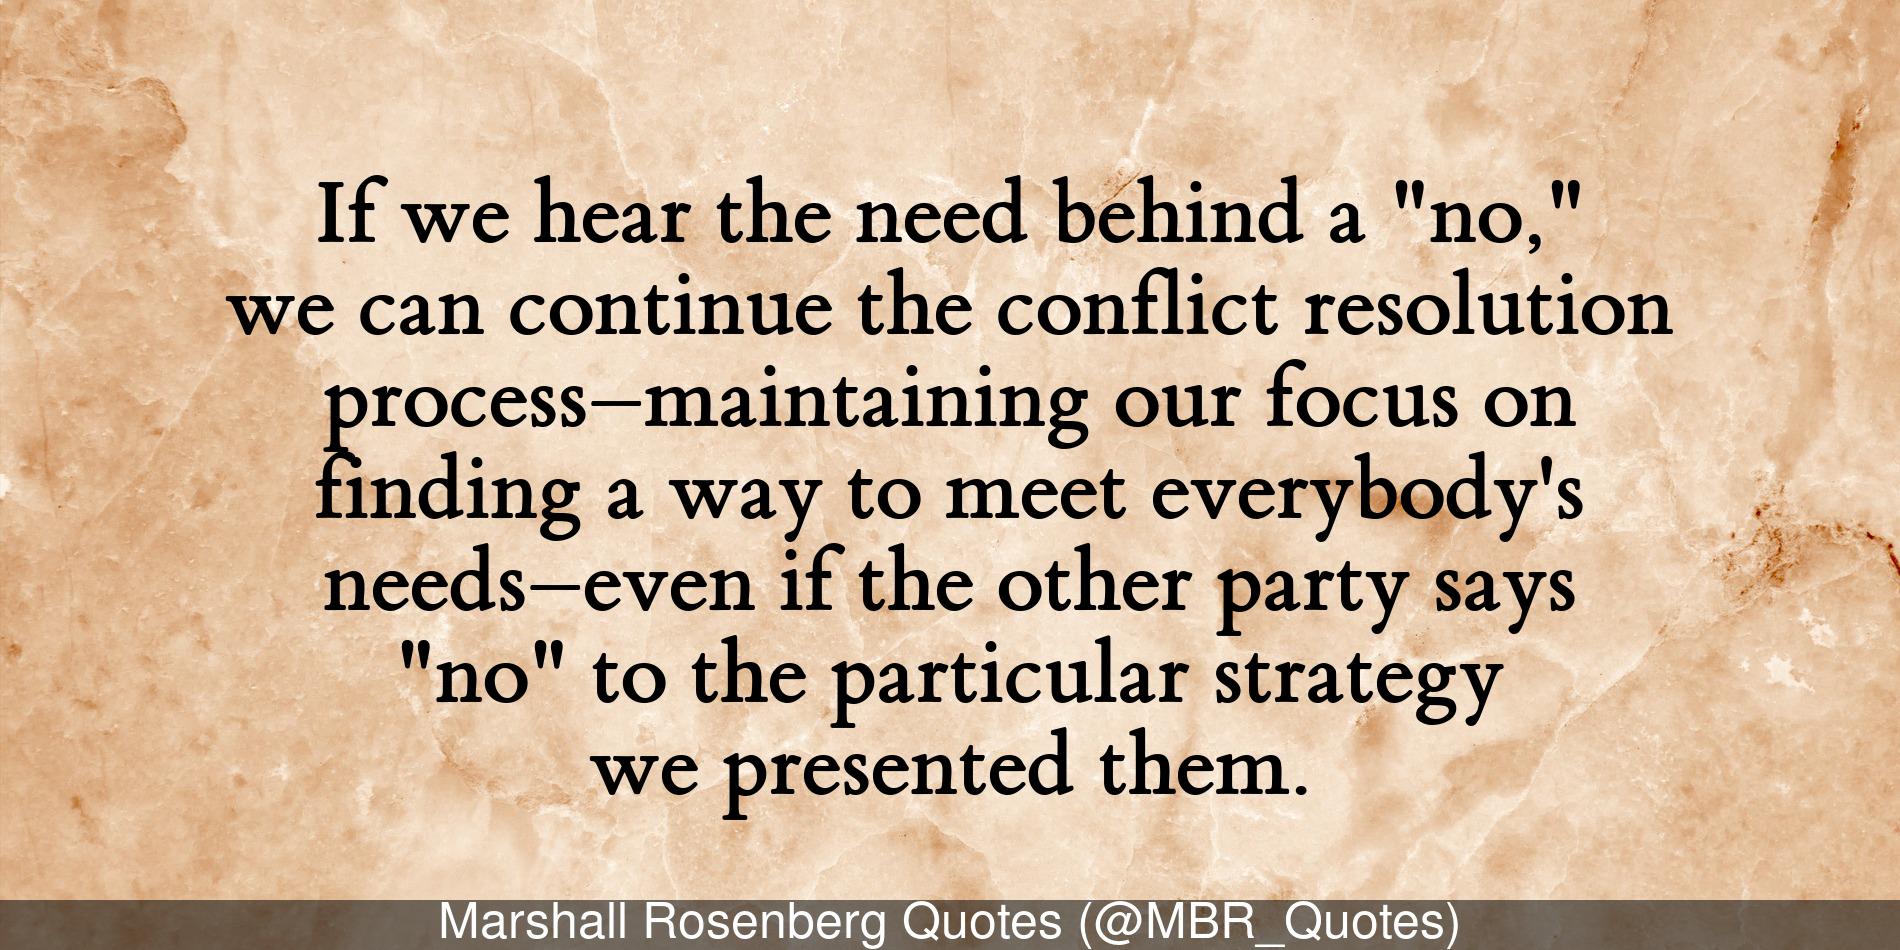 If we hear the need behind a "no,"
we can continue the conflict resolution
process—maintaining our focus on
finding a way to meet everybody's
needs—even if the other party says
"no" to the particular strategy
we presented them.
Marshall Rosenberg Quotes (@MBR_Quotes)